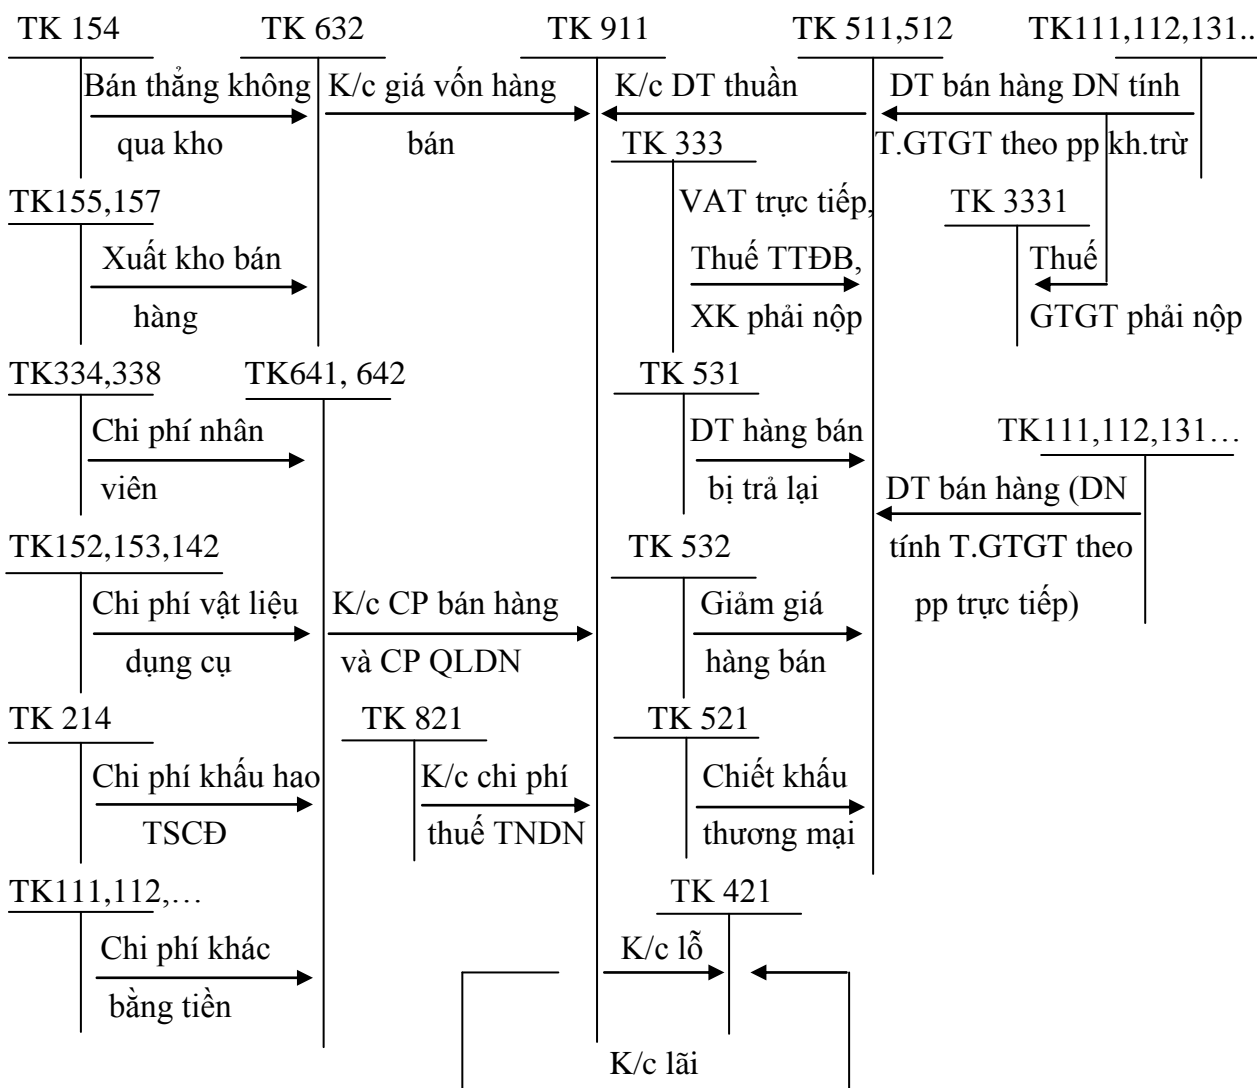 TK 154 TK 632 TK 911 TK 511,512 TK111,112,131..
Bán thẳng không K/c giá vốn hàng K/c DT thuần DT bán hàng DN tính
qua kho bán TK 333 T.GTGT theo pp kh.trừ
TK155,157 VAT trực tiếp, TK 3331
Xuất kho bán Thuế TTĐB, Thuế
hàng XK phải nộp GTGT phải nộp
TK334,338 TK641, 642 TK 531
Chi phí nhân DT hàng bán TK111,112,131…
viên bị trả lại DT bán hàng (DN
TK152,153,142 TK 532 tính T.GTGT theo
Chi phí vật liệu K/c CP bán hàng Giảm giá pp trực tiếp)
dụng cụ và CP QLDN hàng bán
TK 214 TK 821 TK 521
Chi phí khấu hao K/c chi phí Chiết khấu
TSCĐ thuế TNDN thương mại
TK111,112,… TK 421
Chi phí khác K/c lỗ
bằng tiền
K/c lãi